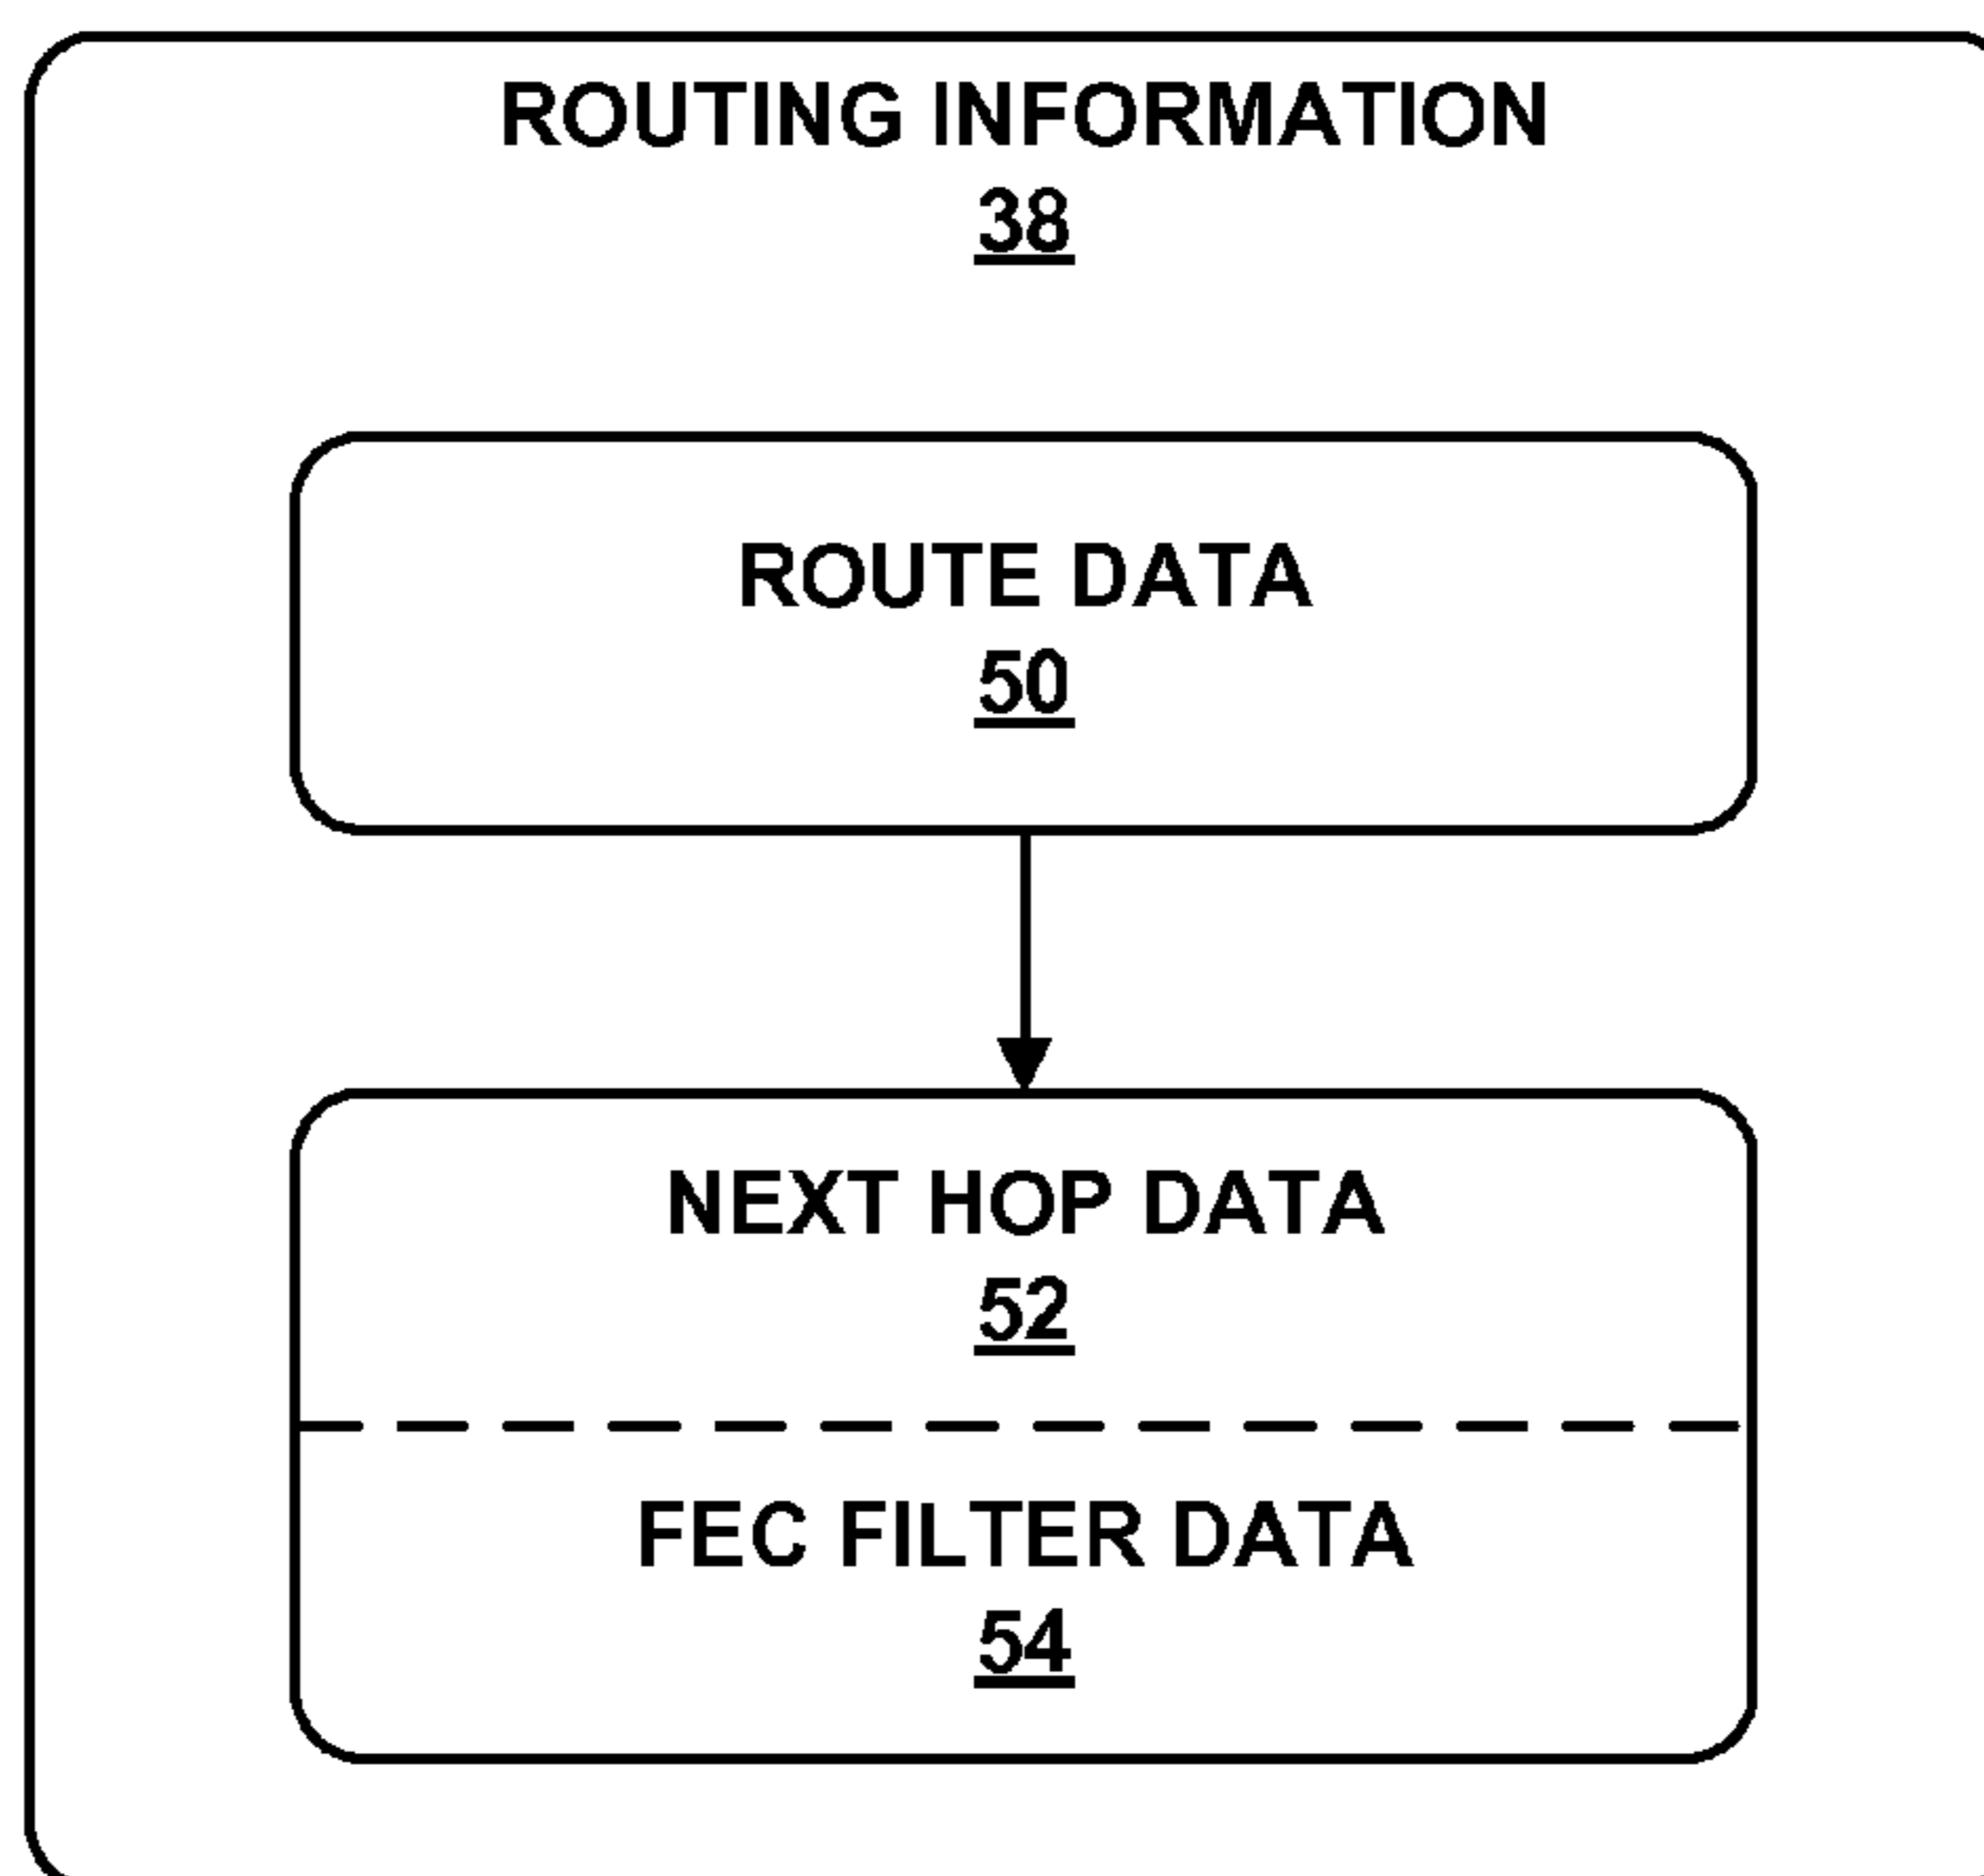 ROUTING INFORMATION
38
ROUTE DATA
50
NEXT HOP DATA
52
FEC FILTER DATA
54